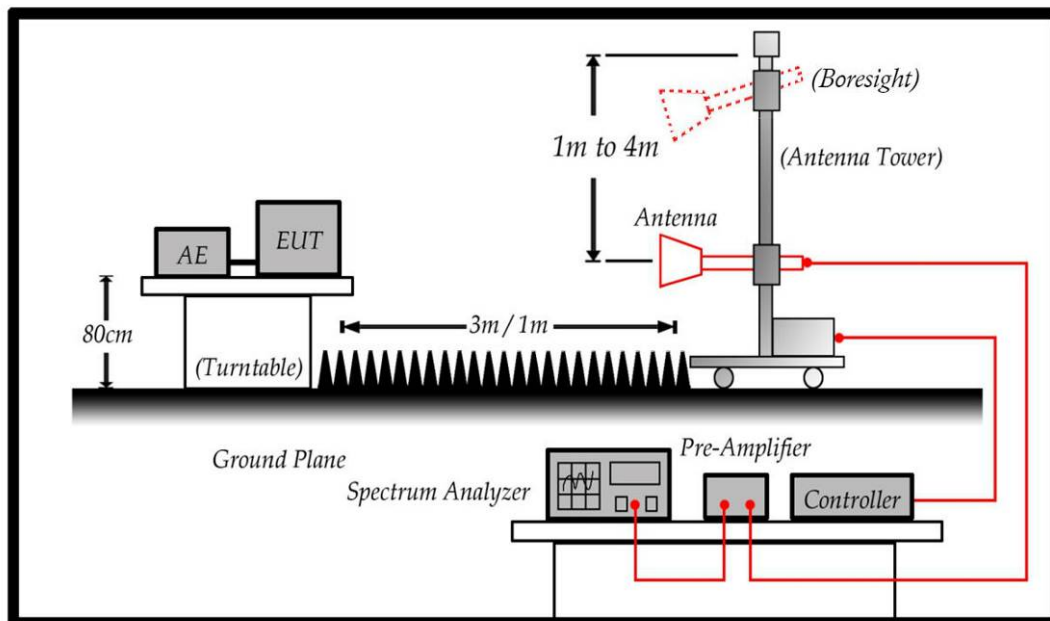 (Boresight)
1m to 4m
(Antenna Tower)
Antenna
AE
EUT
80cm
3m / 1m
(Turntable)
Ground Plane
Pre-Amplifier
Spectrum Analyzer
Controller